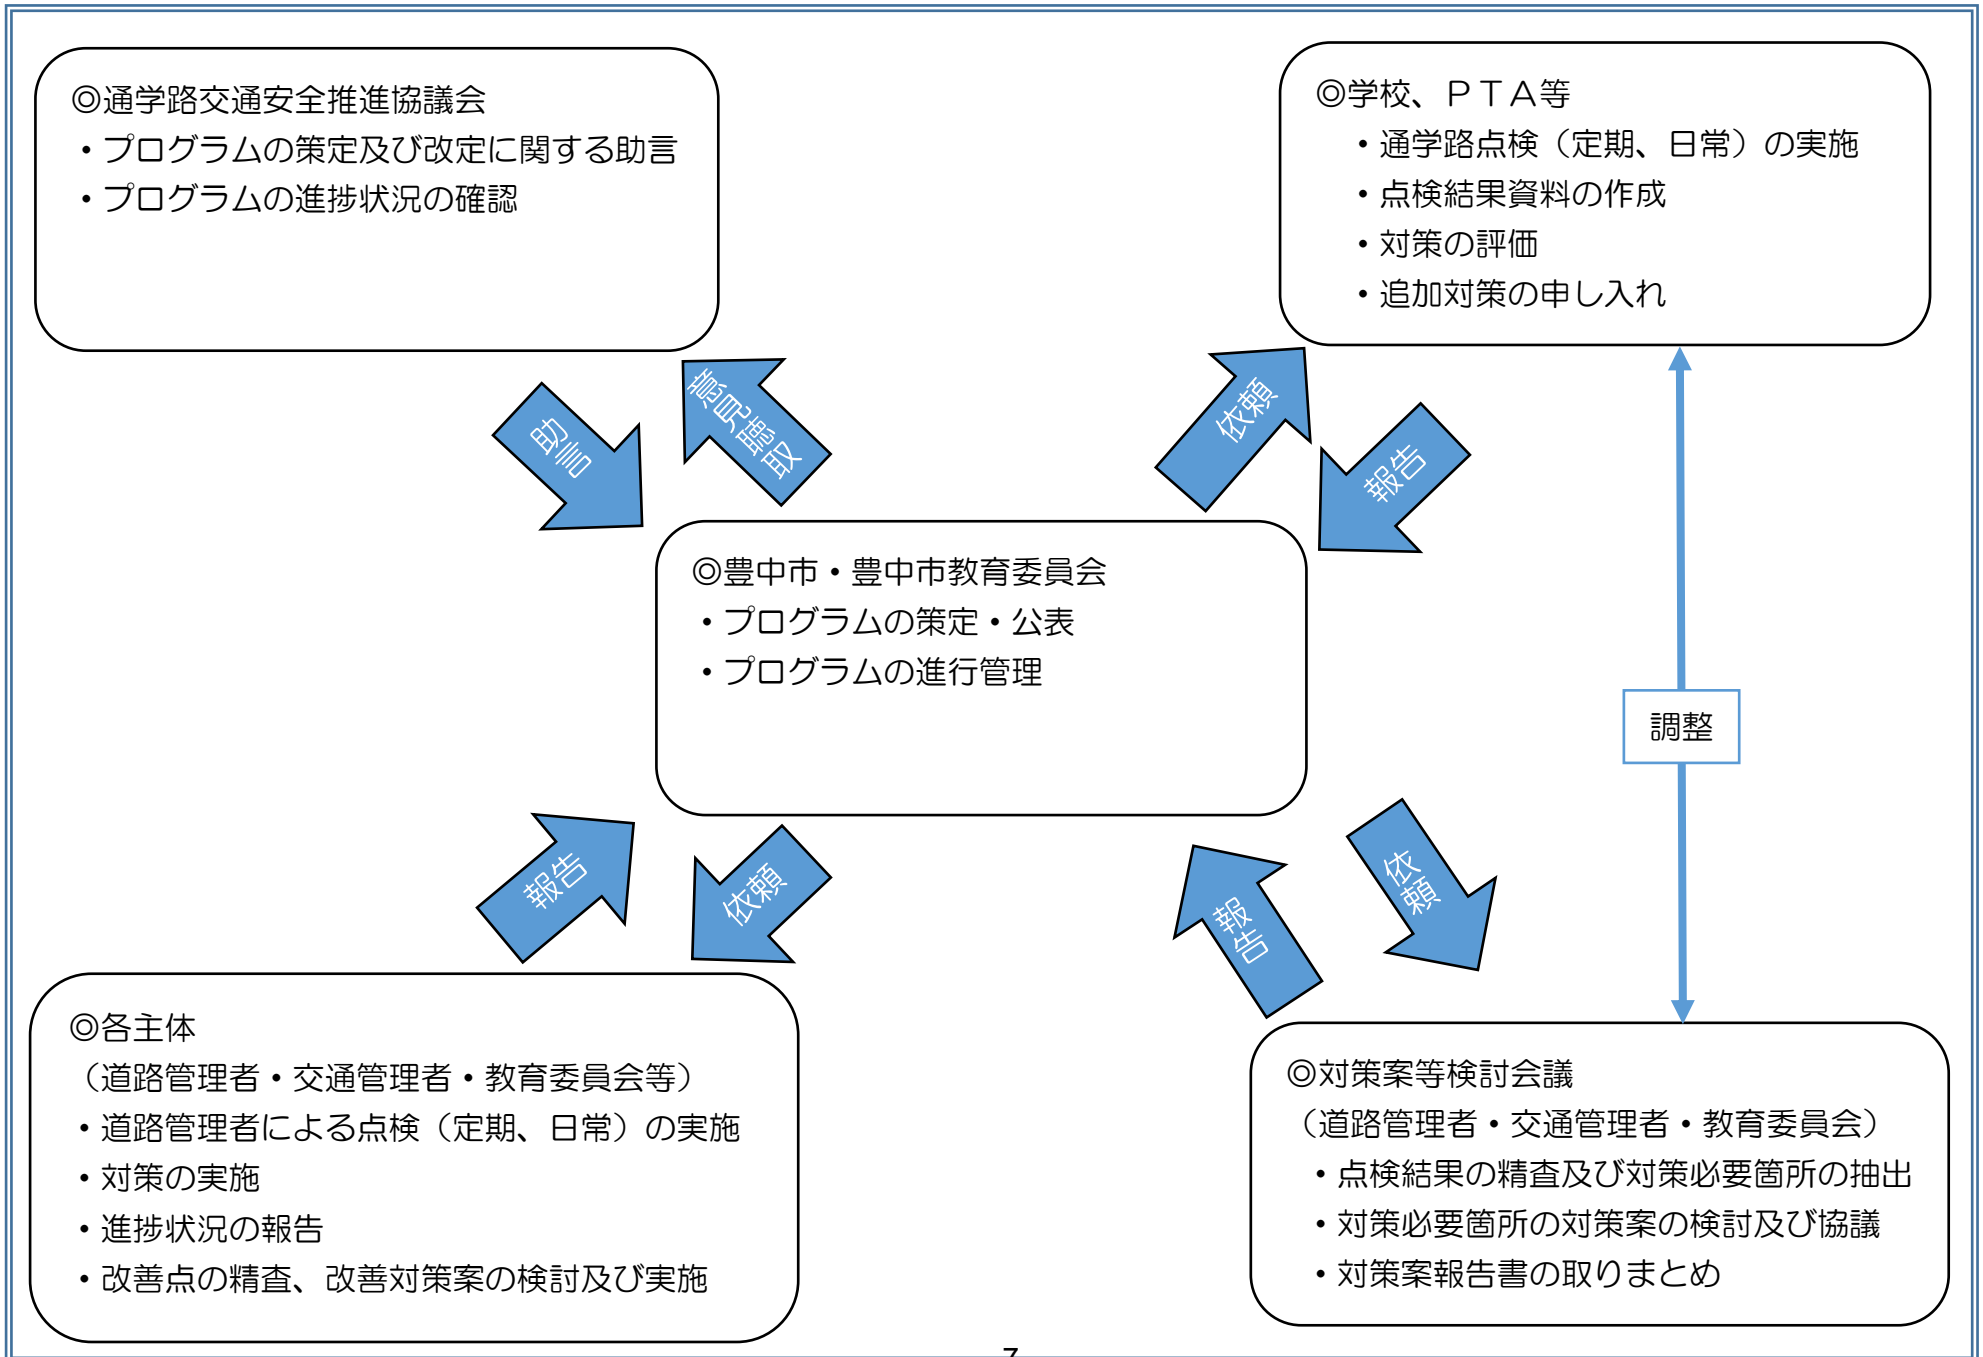 ◎通学路交通安全推進協議会
・プログラムの策定及び改定に関する助言
・プログラムの進捗状況の確認
◎学校、ＰＴＡ等
・通学路点検（定期、日常）の実施
・点検結果資料の作成
・対策の評価
・追加対策の申し入れ
助言
意見聴取
依頼
報告
◎豊中市・豊中市教育委員会
・プログラムの策定・公表
・プログラムの進行管理
調整
報告
依頼
報告
依頼
◎各主体
（道路管理者・交通管理者・教育委員会等）
・道路管理者による点検（定期、日常）の実施
・対策の実施
・進捗状況の報告
・改善点の精査、改善対策案の検討及び実施
◎対策案等検討会議
（道路管理者・交通管理者・教育委員会）
・点検結果の精査及び対策必要箇所の抽出
・対策必要箇所の対策案の検討及び協議
・対策案報告書の取りまとめ
7